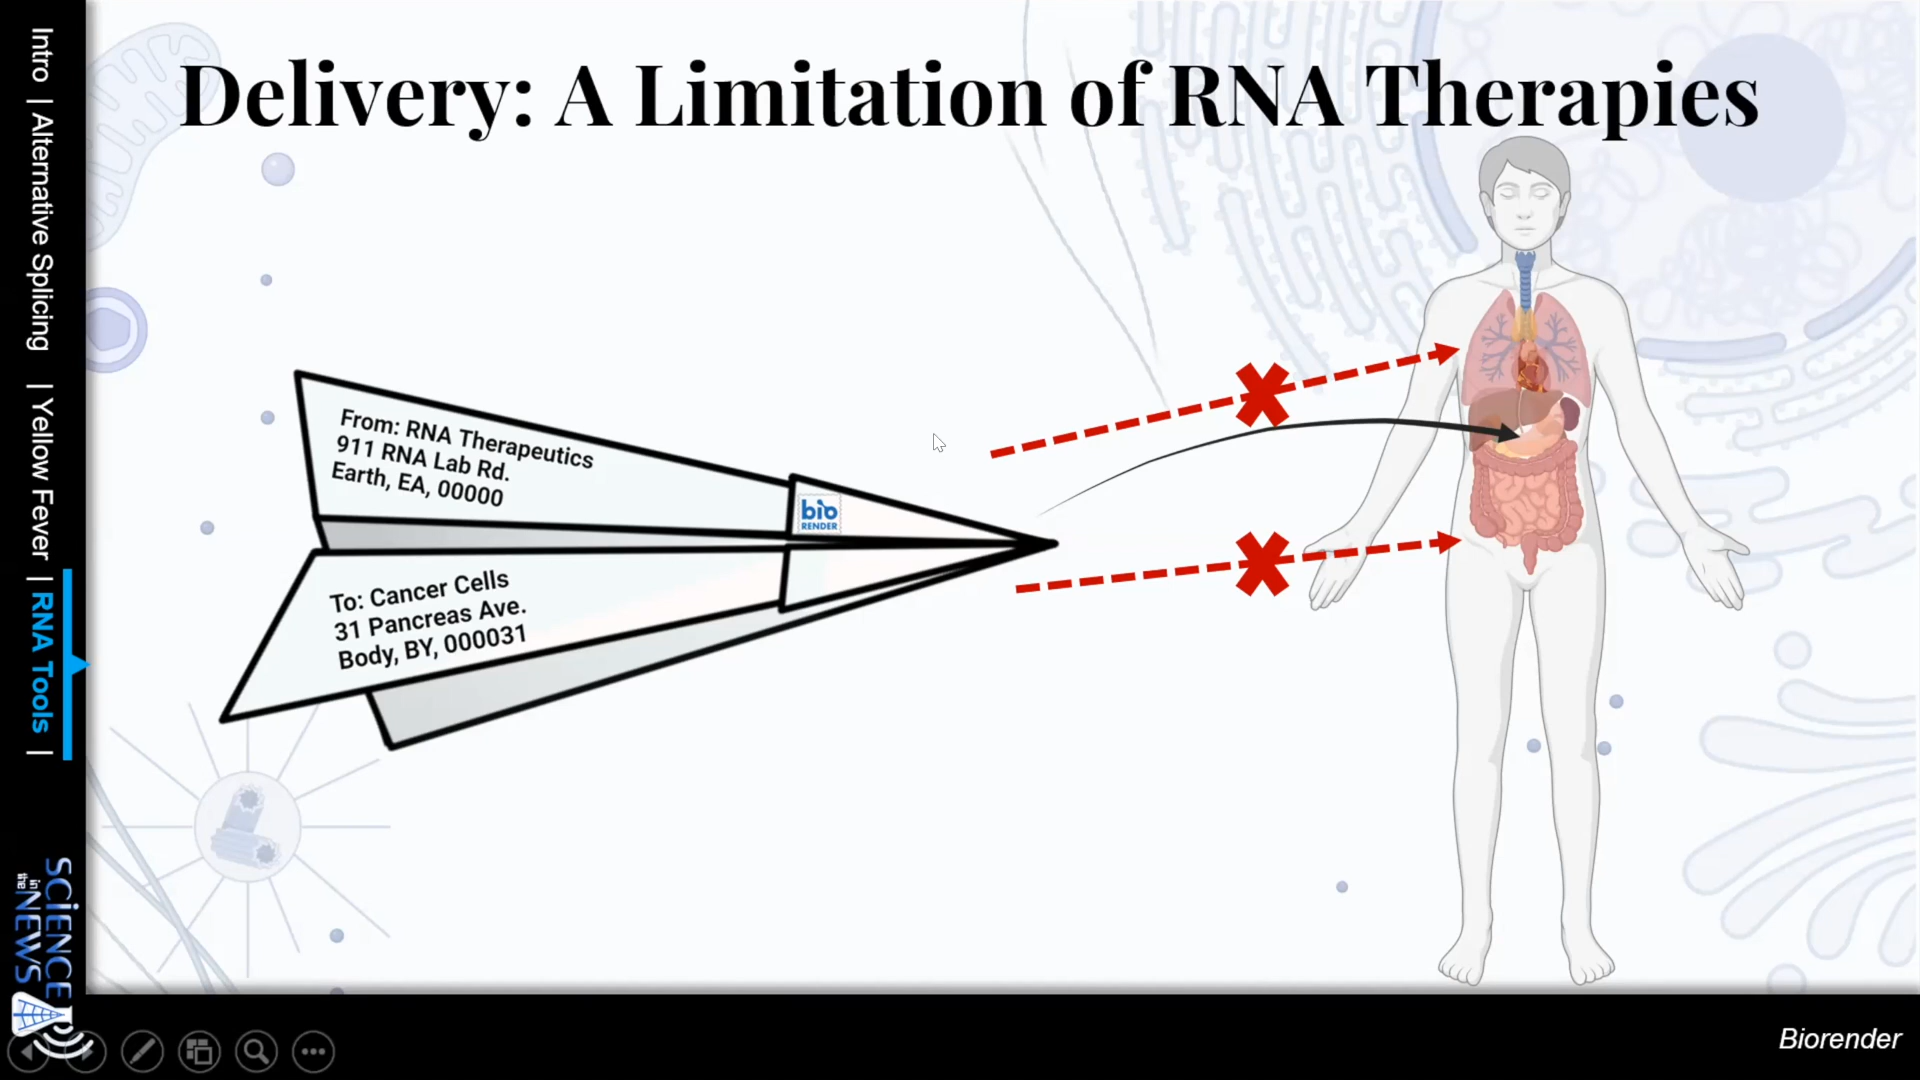 Delivery: A Limitation of RNA Therapies
Intro | Alternative Splicing | Yellow Fever | RNA Tools |
From: RNA Therapeutics
911 RNA Lab Rd.
Earth, EA, 00000
bio
RENDER
To: Cancer Cells
31 Pancreas Ave.
Body, BY, 000031
SCIENCE
in the NEWS
Biorender